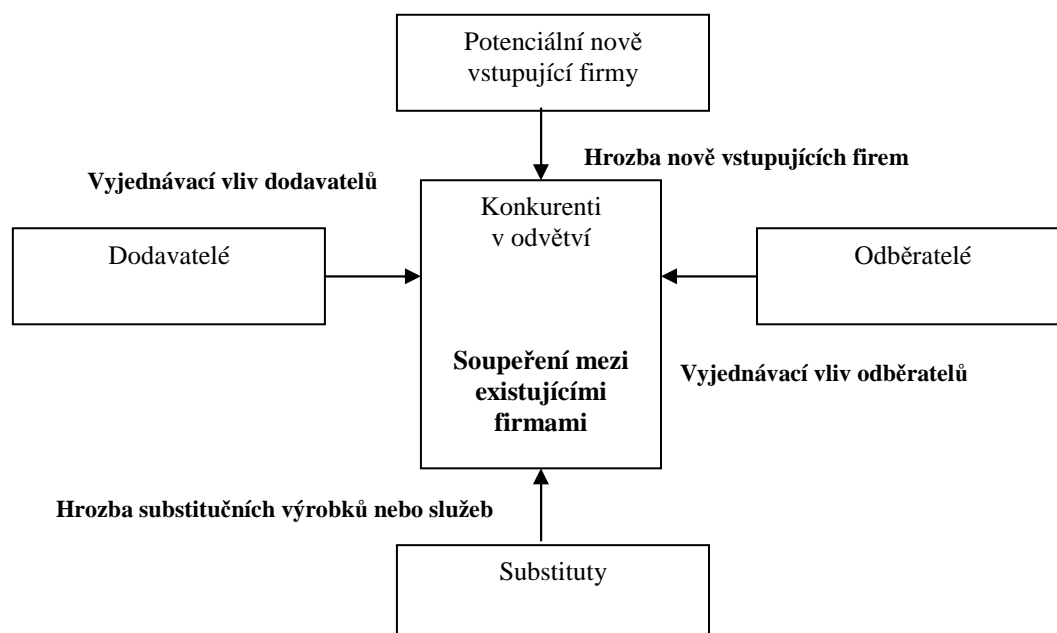 Potenciální nově
vstupující firmy
Hrozba nově vstupujících firem
Vyjednávací vliv dodavatelů
Konkurenti
v odvětví
Dodavatelé
Odběratelé
Soupeření mezi
existujícími
firmami
Vyjednávací vliv odběratelů
Hrozba substitučních výrobků nebo služeb
Substituty